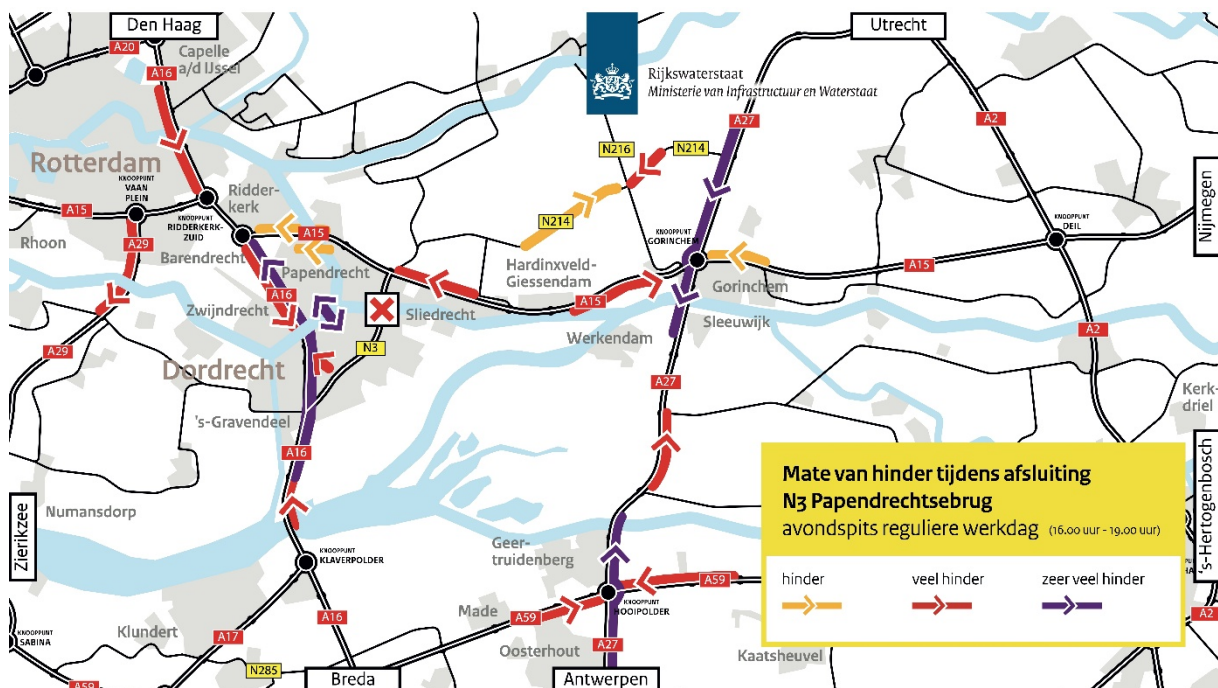 Den Haag
Utrecht
A20
Capelle
a/d IJssel
A16
Rijkswaterstaat
Ministerie van Infrastructuur en Waterstaat
A27
A2
N216
N214
Rotterdam
KNOOPPUNT
VAAN
PLEIN
Ridder-
kerk
Nijmegen
A15
N214
KNOOPPUNT
RIDDERKERK-
ZUID
A15
KNOOPPUNT
GORINCHEM
KNOOPPUNT
DEIL
Rhoon
A29
Barendrecht
Papendrecht
Hardinxveld-
Giessendam
Gorinchem
A15
A16
A15
Zwijndrecht
Sliedrecht
Werkendam
Sleeuwijk
A2
A29
N3
Dordrecht
A27
Kerk-
driel
's-Gravendeel
A16
Zierikzee
Numansdorp
Mate van hinder tijdens afsluiting
N3 Papendrechtsebrug
avondspits reguliere werkdag (16.00 uur - 19.00 uur)
's-Hertogenbosch
hinder
veel hinder
zeer veel hinder
Geer-
truidenberg
KNOOPPUNT
KLAVERPOLDER
A59
KNOOPPUNT
HOOIPOLDER
Made
A59
A16
A2
Klundert
A17
KNOOPPUNT
SABINA
Oosterhout
A27
Kaatsheuvel
N285
Breda
Antwerpen
A59